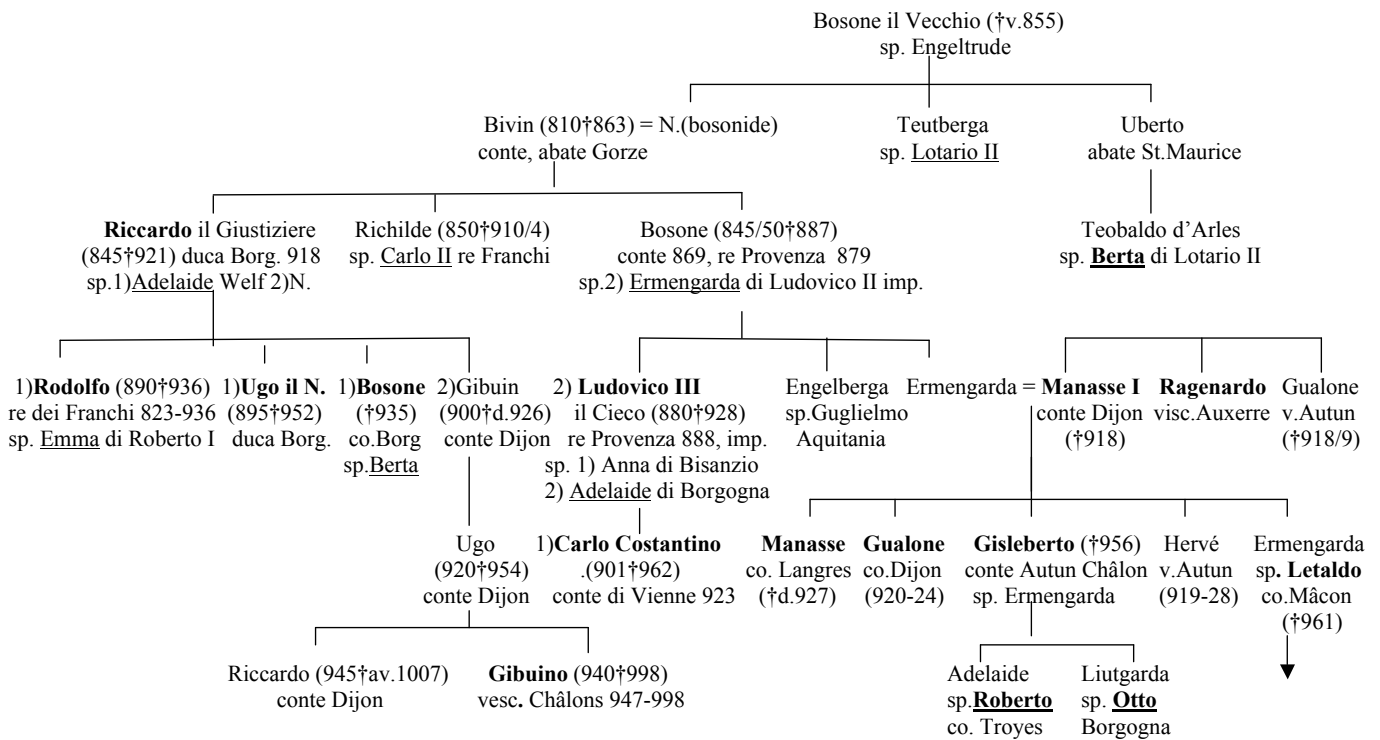 Bosone il Vecchio (†v.855)
sp. Engeltrude
Bivin (810†863) = N.(bosonide)
conte, abate Gorze
Teutberga
sp. Lotario II
Uberto
abate St.Maurice
Riccardo il Giustiziere
(845†921) duca Borg. 918
sp.1)Adelaide Welf 2)N.
Richilde (850†910/4)
sp. Carlo II re Franchi
Bosone (845/50†887)
conte 869, re Provenza 879
sp.2) Ermengarda di Ludovico II imp.
Teobaldo d'Arles
sp. Berta di Lotario II
1)Rodolfo (890†936)
re dei Franchi 823-936
sp. Emma di Roberto I
1)Ugo il N.
(895†952)
duca Borg.
1)Bosone
(†935)
co.Borg
sp.Berta
2)Gibuin
(900†d.926)
conte Dijon
2) Ludovico III
il Cieco (880†928)
re Provenza 888, imp.
sp. 1) Anna di Bisanzio
2) Adelaide di Borgogna
Engelberga
sp.Guglielmo
Aquitania
Ermengarda = Manasse I
conte Dijon
(†918)
Ragenardo
visc.Auxerre
Gualone
v.Autun
(†918/9)
Ugo
(920†954)
conte Dijon
1)Carlo Costantino
.(901†962)
conte di Vienne 923
Manasse
co. Langres
(†d.927)
Gualone
co.Dijon
(920-24)
Gisleberto (†956)
conte Autun Châlon
sp. Ermengarda
Hervé
v.Autun
(919-28)
Ermengarda
sp. Letaldo
co.Mâcon
(†961)
Riccardo (945†av.1007)
conte Dijon
Gibuino (940†998)
vesc. Châlons 947-998
Adelaide
sp.Roberto
co. Troyes
Liutgarda
sp. Otto
Borgogna